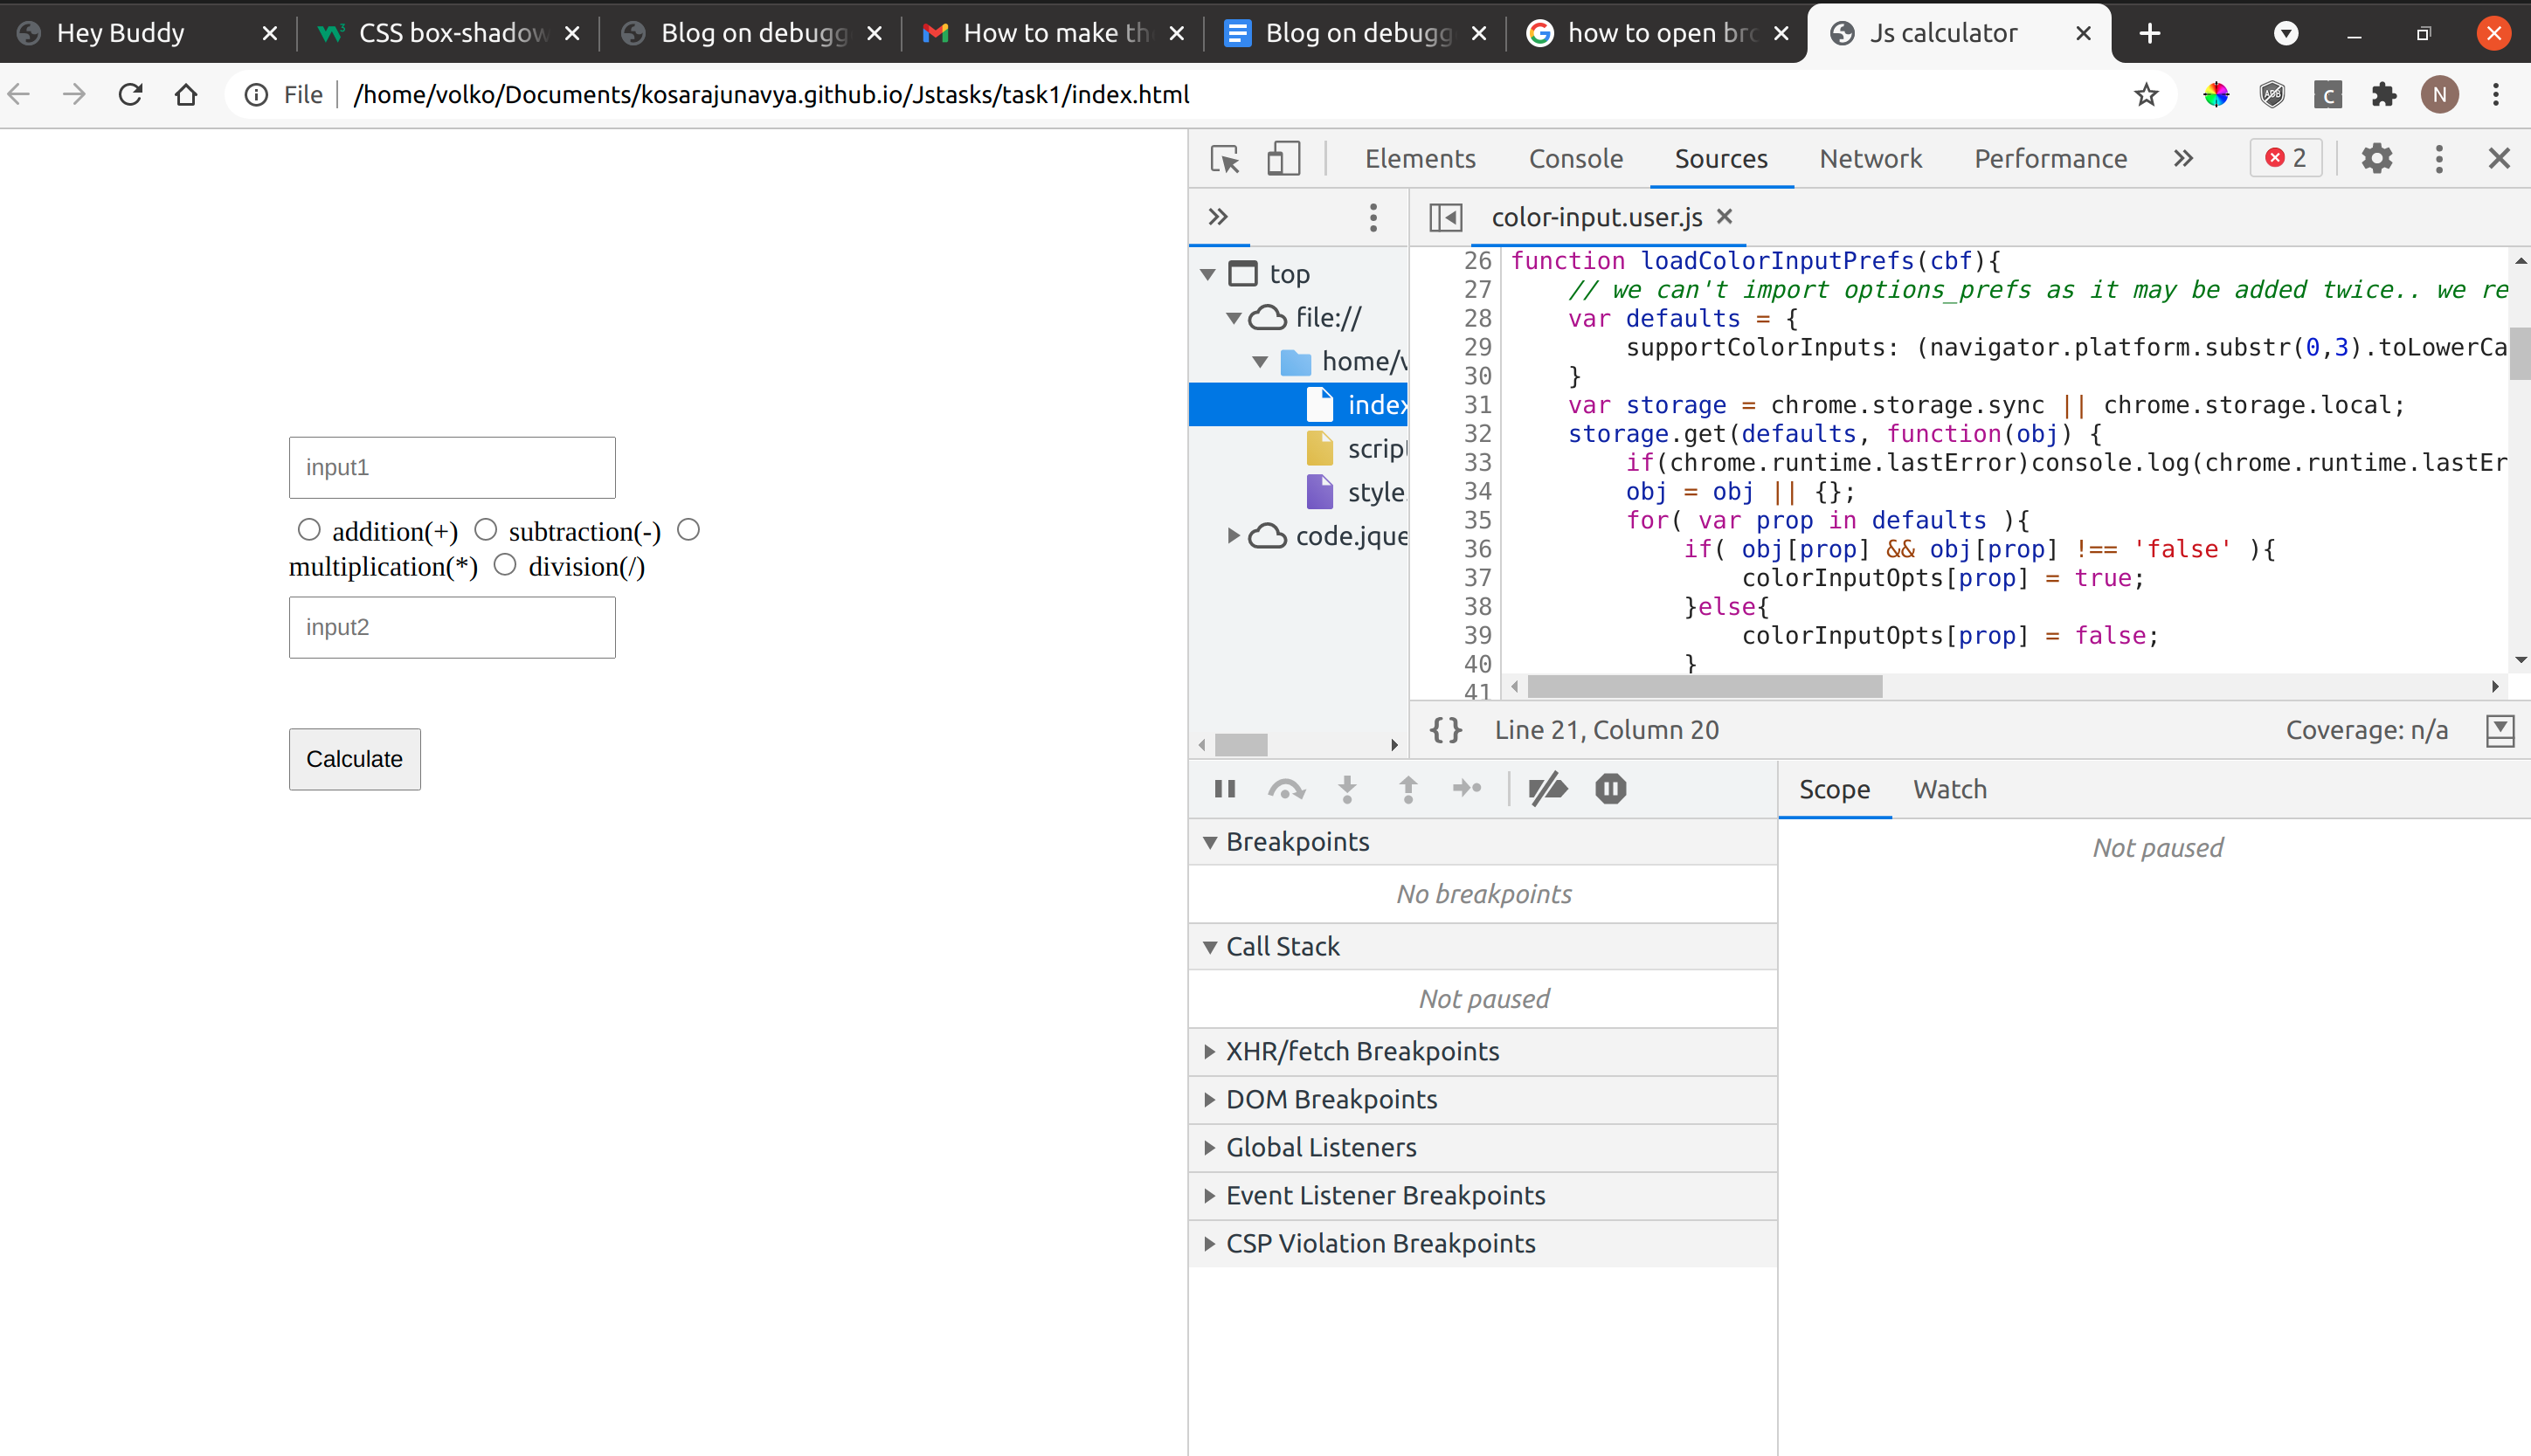 Hey Buddy
CSS box-shadow
Blog on debugg
How to make th
Blog on debugg
how to open bro
Js calculator
File
/home/volko/Documents/kosarajunavya.github.io/Jstasks/task1/index.html
ADB
C
N
input1
addition(+) subtraction(-)
multiplication(*) division(/)
input2
Calculate
Elements Console Sources Network Performance
2
color-input.user.js
top
file://
home/v
index
script
style.
code.jque
26 function loadColorInputPrefs(cbf){
27 // we can't import options_prefs as it may be added twice.. we re
28 var defaults = {
29 supportColorInputs: (navigator.platform.substr(0,3).toLowerCa
30 }
31 var storage = chrome.storage.sync || chrome.storage.local;
32 storage.get(defaults, function(obj) {
33 if(chrome.runtime.lastError)console.log(chrome.runtime.lastEr
34 obj = obj || {};
35 for( var prop in defaults ){
36 if( obj[prop] && obj[prop] !== 'false' ){
37 colorInputOpts[prop] = true;
38 }else{
39 colorInputOpts[prop] = false;
40 }
41
{} Line 21, Column 20
Coverage: n/a
Breakpoints
No breakpoints
Call Stack
Not paused
XHR/fetch Breakpoints
DOM Breakpoints
Global Listeners
Event Listener Breakpoints
CSP Violation Breakpoints
Scope Watch
Not paused